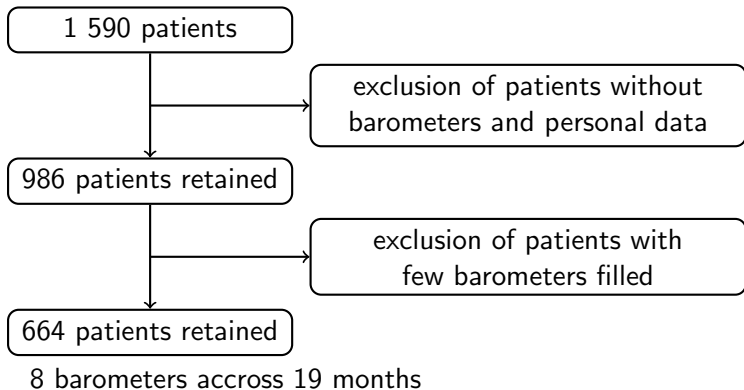 1 590 patients
exclusion of patients without
barometers and personal data
986 patients retained
exclusion of patients with
few barometers filled
664 patients retained
8 barometers accross 19 months